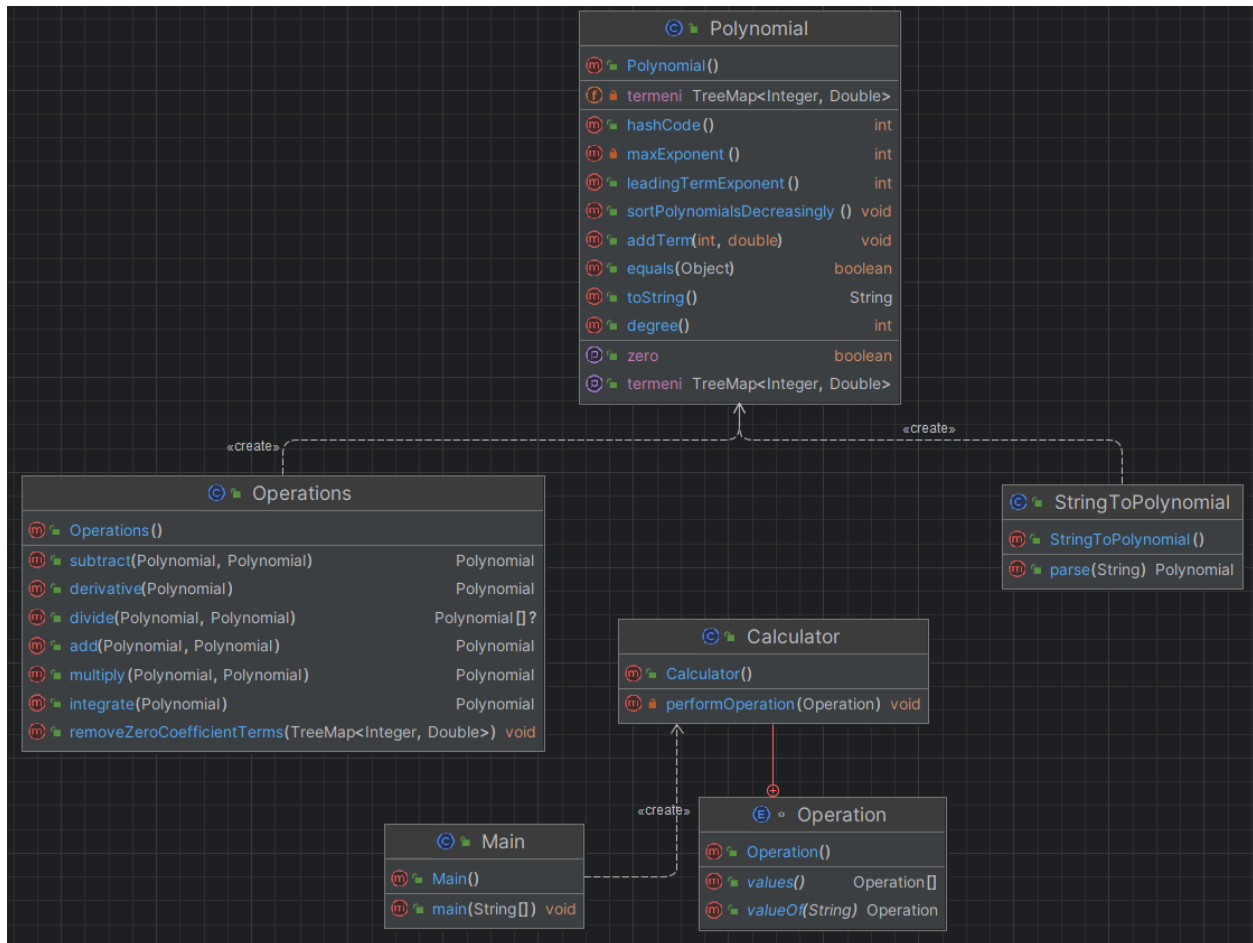 Polynomial
Polynomial()
termeni TreeMap<Integer, Double>
hashCode() int
maxExponent () int
leadingTermExponent () int
sortPolynomialsDecreasingly () void
addTerm(int, double) void
equals(Object) boolean
toString() String
degree() int
zero boolean
termeni TreeMap<Integer, Double>
«create»
«create»
Operations
Operations()
subtract(Polynomial, Polynomial) Polynomial
derivative(Polynomial) Polynomial
divide(Polynomial, Polynomial) Polynomial[]?
add(Polynomial, Polynomial) Polynomial
multiply(Polynomial, Polynomial) Polynomial
integrate(Polynomial) Polynomial
removeZeroCoefficientTerms(TreeMap<Integer, Double>) void
StringToPolynomial
StringToPolynomial()
parse(String) Polynomial
Calculator
Calculator()
performOperation(Operation) void
«create»
Main
Main()
main(String[]) void
Operation
Operation()
values() Operation[]
valueOf(String) Operation